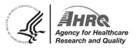 AHRQ
Agency for Healthcare
Research and Quality